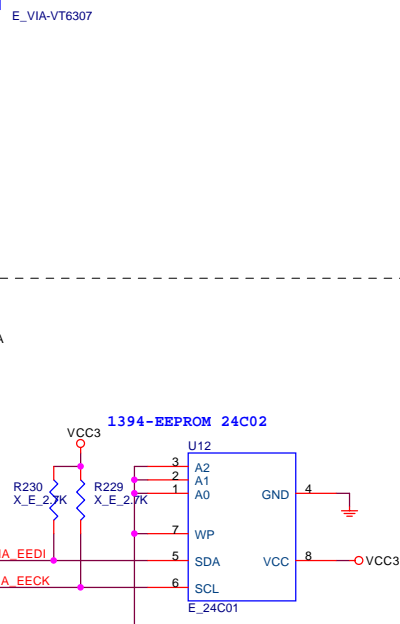 E_VIA-VT6307
A
1394-EEPROM 24C02
VCC3
U12
R230
X_E_2.7K
R229
X_E_2.7K
3 A2
2 A1
1 A0
GND 4
7 WP
IA_EEDI
5 SDA
VCC 8
VCC3
A_EECK
6 SCL
E_24C01